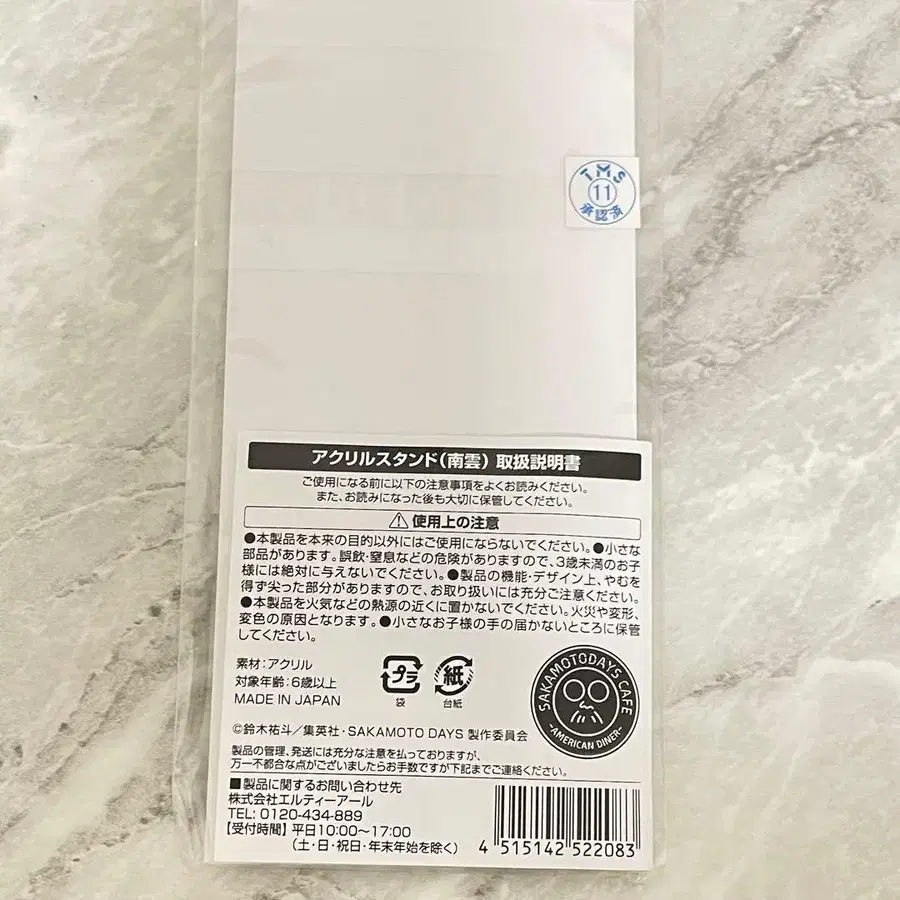 TMS
11
承認済
アクリルスタンド(南雲) 取扱説明書
ご使用になる前に以下の注意事項をよくお読みください。
また、お読みになった後も大切に保管してください。
⚠使用上の注意
●本製品を本来の目的以外にはご使用にならないでください。●小さな
部品があります。誤飲・窒息などの危険がありますので、3歳未満のお子
様には絶対に与えないでください。●製品の機能・デザイン上、やむを
得ず尖った部分がありますので、お取り扱いには充分ご注意ください。
●本製品を火気などの熱源の近くに置かないでください。火災や変形、
変色の原因となります。●小さなお子様の手の届かないところに保管
してください。
素材:アクリル
対象年齢:6歳以上
MADE IN JAPAN
プラ
袋
紙
台紙
SAKAMOTODAYS CAFE
-AMERICAN DINER-
©鈴木祐斗/集英社・SAKAMOTO DAYS 製作委員会
製品の管理、発送には充分な注意を払っておりますが、
万一不都合な点がございましたらお手数ですが下記までご連絡ください。
■製品に関するお問い合わせ先
株式会社エルティーアール
TEL: 0120-434-889
【受付時間】平日10:00～17:00
(土・日・祝日・年末年始を除く)
4 515142 522083